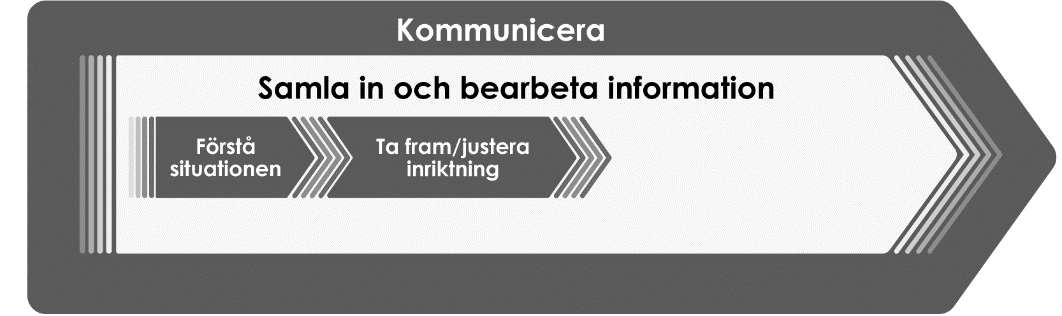 Kommunicera
Samla in och bearbeta information
Förstå
situationen
Ta fram/justera
inriktning